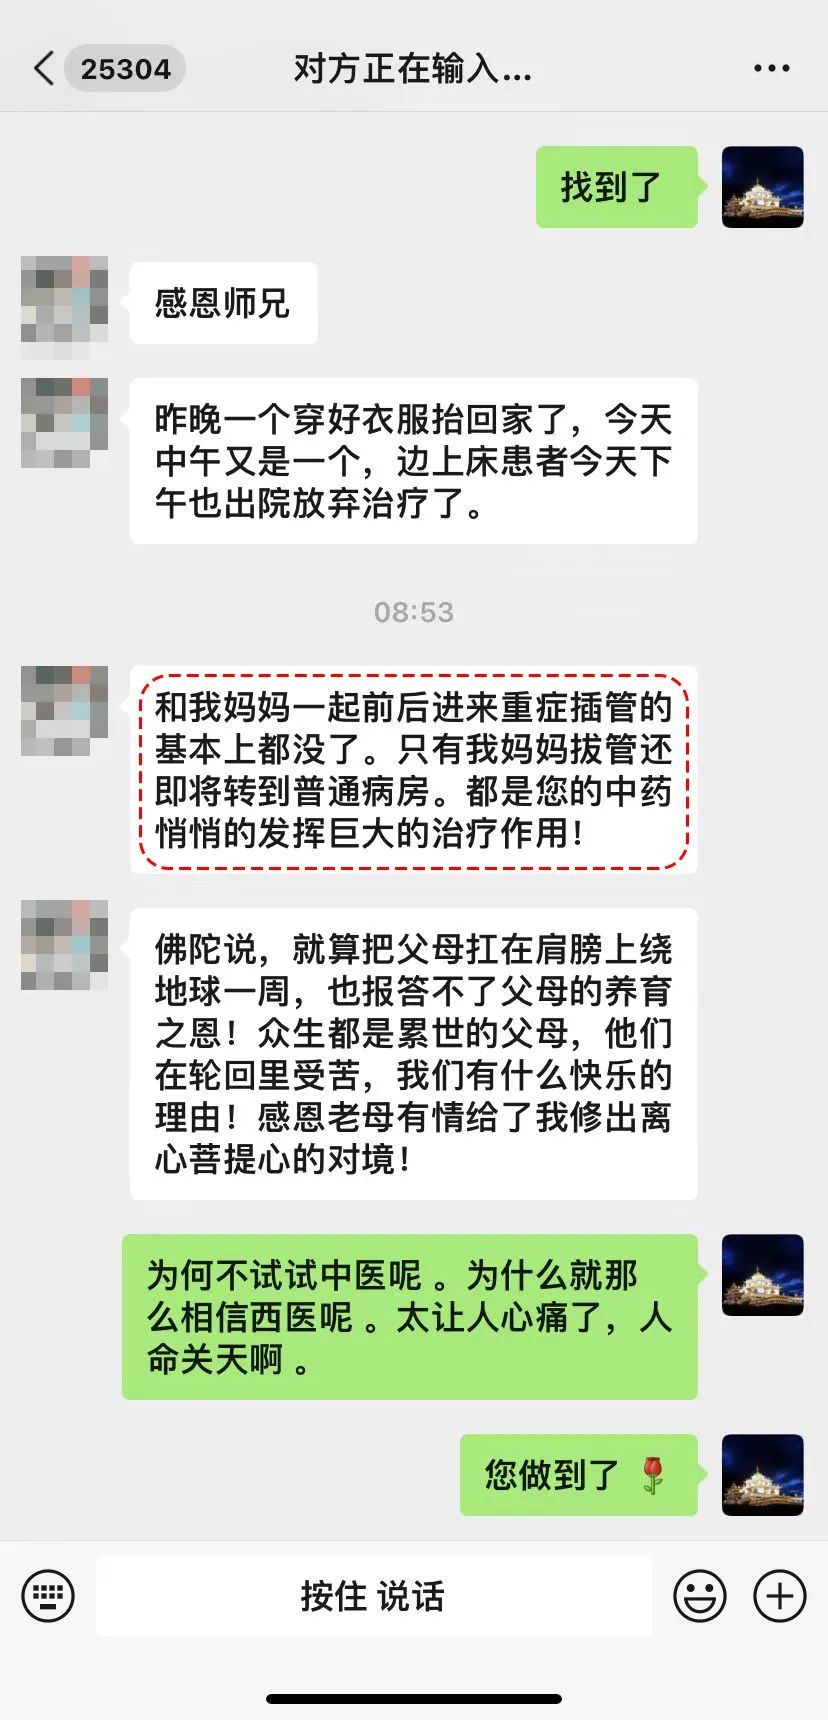 25304
对方正在输入...
找到了
感恩师兄
昨晚一个穿好衣服抬回家了，今天
中午又是一个，边上床患者今天下
午也出院放弃治疗了。
08:53
和我妈妈一起前后进来重症插管的
基本上都没了。只有我妈妈拔管还
即将转到普通病房。都是您的中药
悄悄的发挥巨大的治疗作用！
佛陀说，就算把父母扛在肩膀上绕
地球一周，也报答不了父母的养育
之恩！众生都是累世的父母，他们
在轮回里受苦，我们有什么快乐的
理由！感恩老母有情给了我修出离
心菩提心的对境！
为何不试试中医呢 。为什么就那
么相信西医呢 。太让人心痛了，人
命关天啊 。
您做到了 🌹
按住 说话